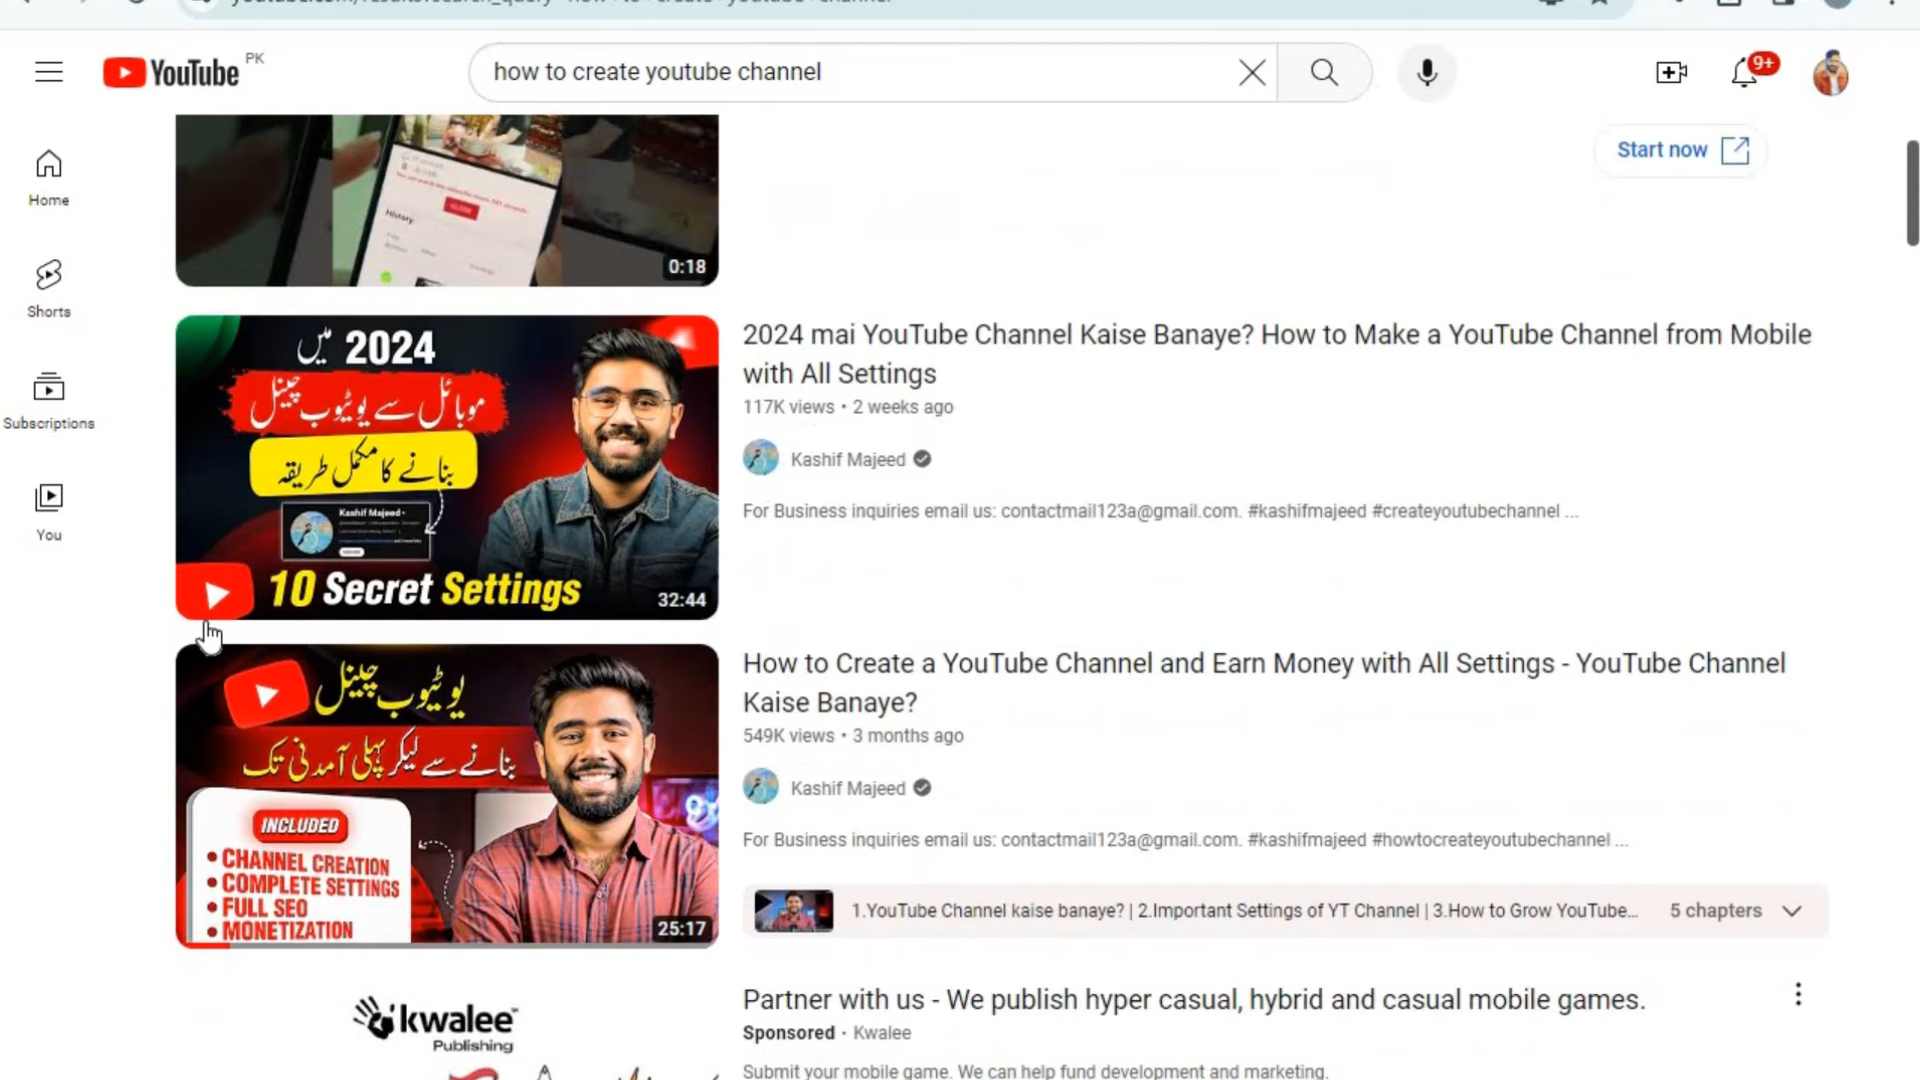 YouTube PK
how to create youtube channel
9+
Home
Shorts
Subscriptions
You
Start now
CLOSE
History
0:18
2024 میں
موبائل سے یوٹیوب چینل
بنانے کا مکمل طریقہ
Kashif Majeed
10 Secret Settings
32:44
2024 mai YouTube Channel Kaise Banaye? How to Make a YouTube Channel from Mobile
with All Settings
117K views • 2 weeks ago
Kashif Majeed
For Business inquiries email us: contactmail123a@gmail.com. #kashifmajeed #createyoutubechannel ...
یوٹیوب چینل
بنانے سے لیکر پہلی آمدنی تک
INCLUDED
• CHANNEL CREATION
• COMPLETE SETTINGS
• FULL SEO
• MONETIZATION
25:17
How to Create a YouTube Channel and Earn Money with All Settings - YouTube Channel
Kaise Banaye?
549K views • 3 months ago
Kashif Majeed
For Business inquiries email us: contactmail123a@gmail.com. #kashifmajeed #howtocreateyoutubechannel ...
1.YouTube Channel kaise banaye? | 2.Important Settings of YT Channel | 3.How to Grow YouTube...
5 chapters
kwalee
Publishing
Partner with us - We publish hyper casual, hybrid and casual mobile games.
Sponsored · Kwalee
Submit your mobile game. We can help fund development and marketing.